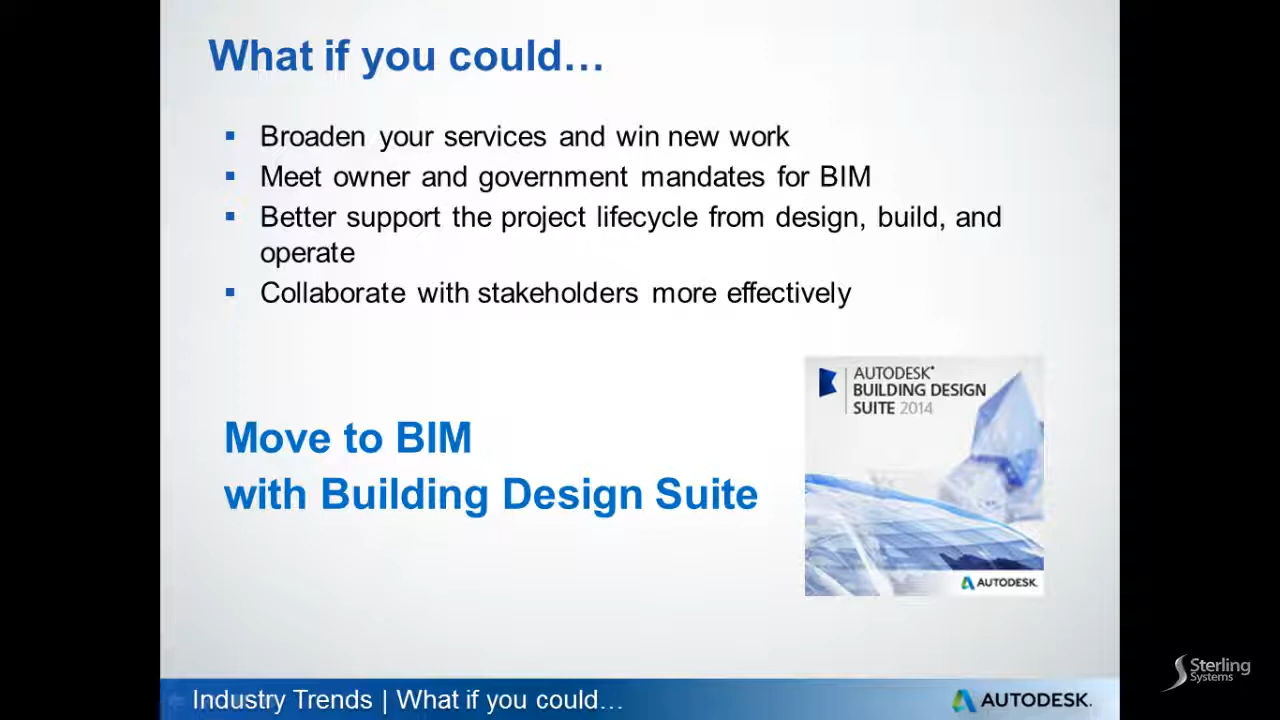 What if you could…
▪ Broaden your services and win new work
▪ Meet owner and government mandates for BIM
▪ Better support the project lifecycle from design, build, and
operate
▪ Collaborate with stakeholders more effectively
AUTODESK®
BUILDING DESIGN
SUITE 2014
Move to BIM
with Building Design Suite
AUTODESK.
Sterling
Systems
Industry Trends | What if you could…
AUTODESK.